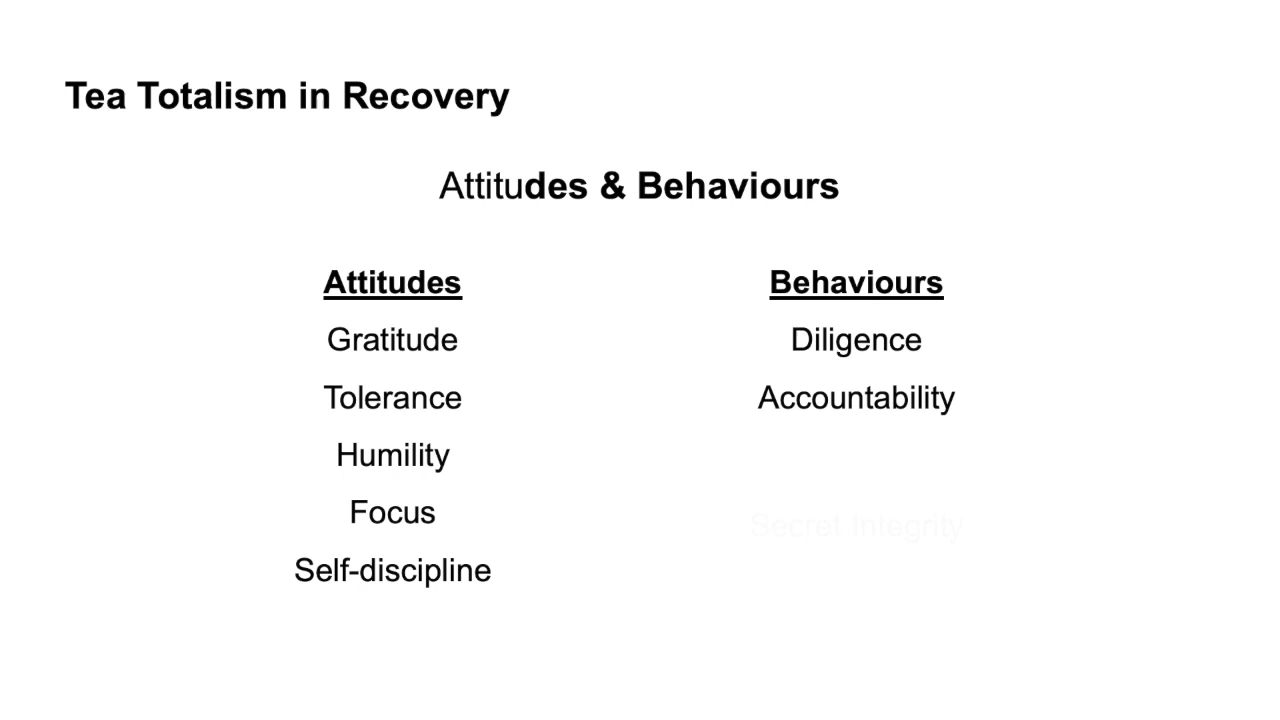 Tea Totalism in Recovery
Attitudes & Behaviours
Attitudes
Gratitude
Tolerance
Humility
Focus
Self-discipline
Behaviours
Diligence
Accountability
Secret Integrity